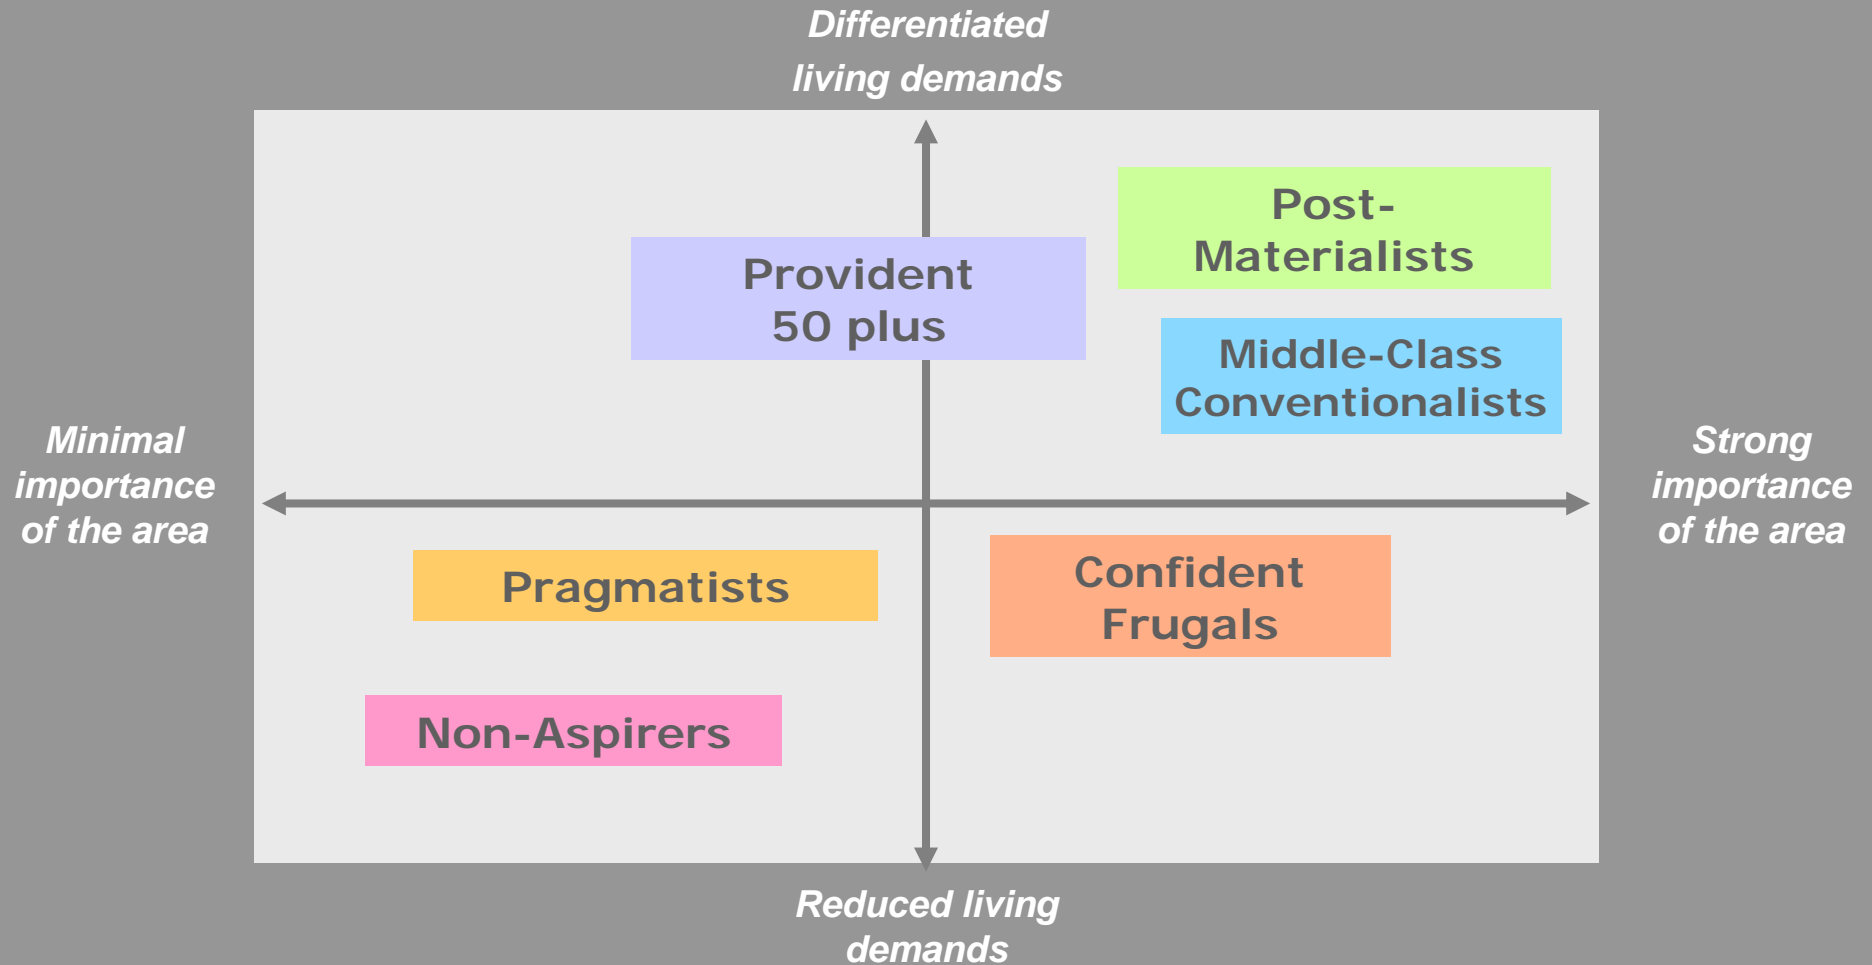 Differentiated
living demands
Post-
Materialists
Provident
50 plus
Middle-Class
Conventionalists
Minimal
importance
of the area
Strong
importance
of the area
Pragmatists
Confident
Frugals
Non-Aspirers
Reduced living
demands